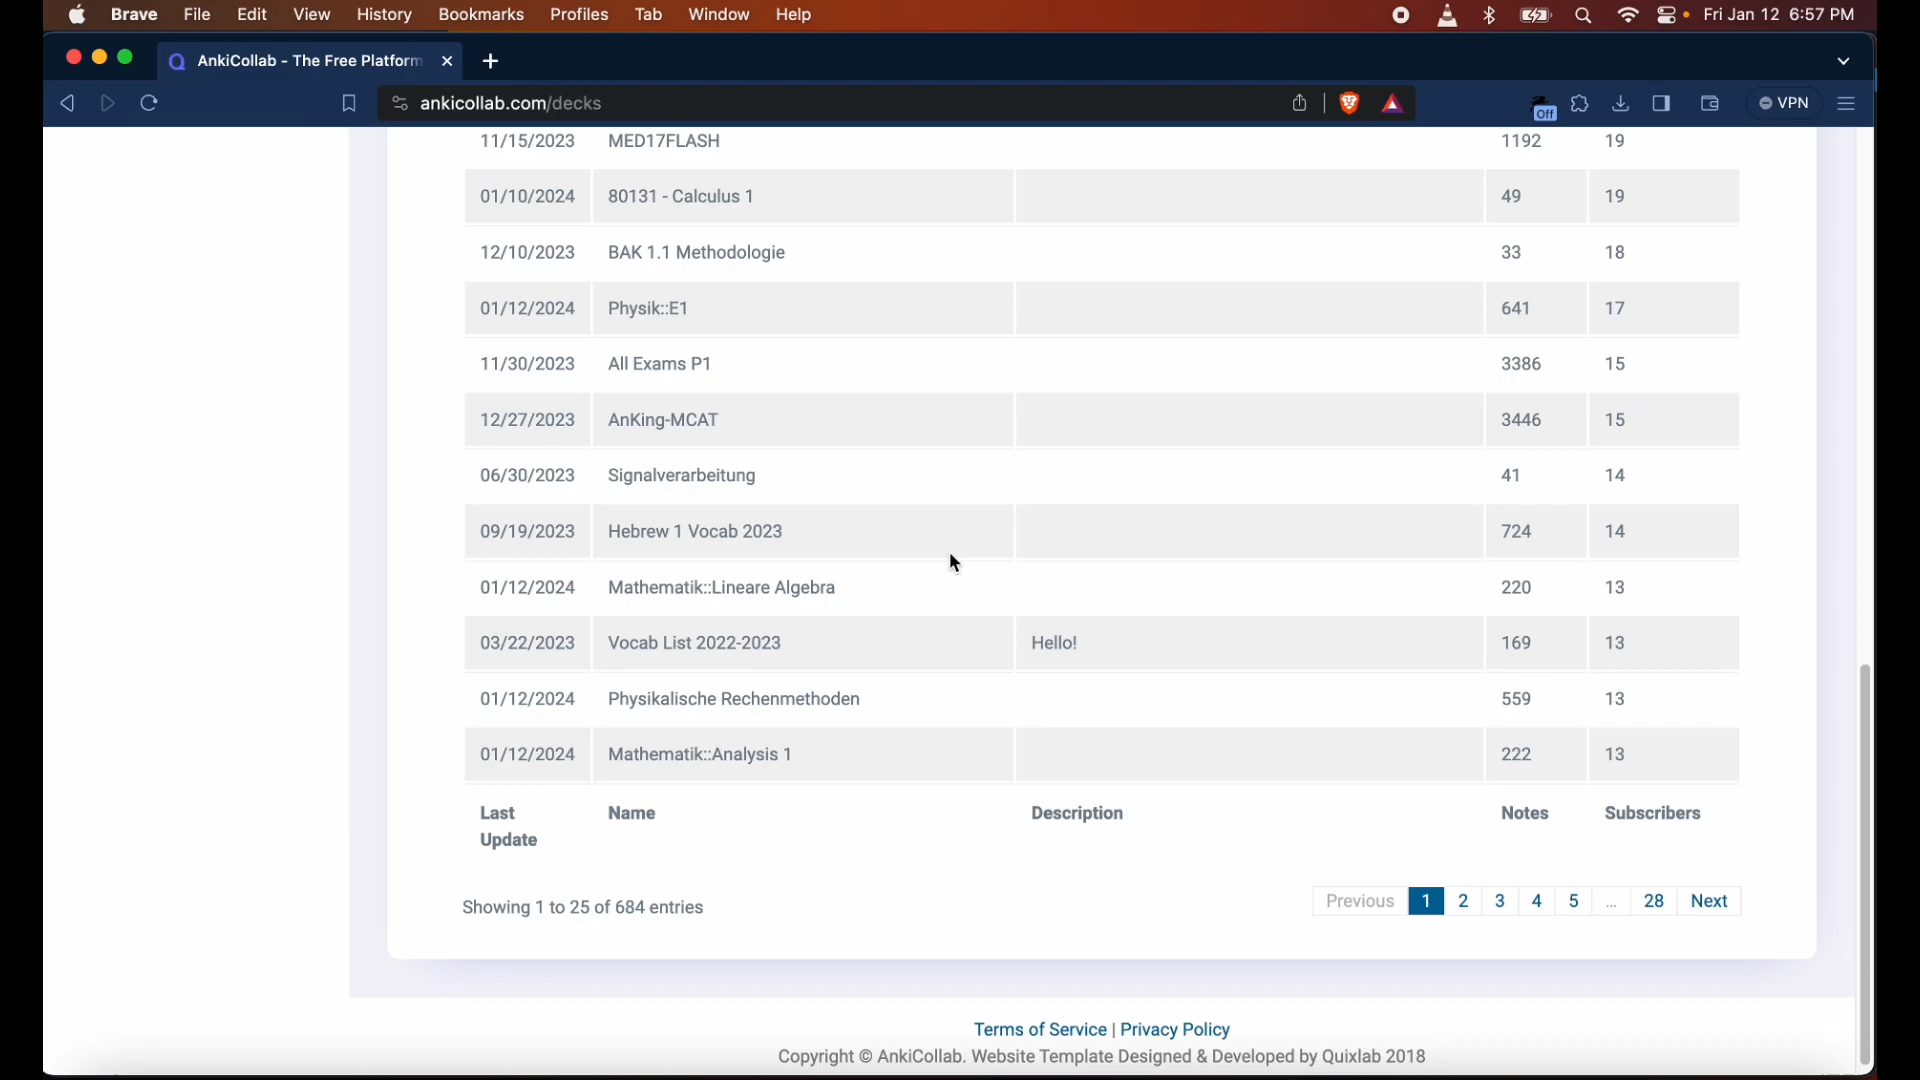 Brave File Edit View History Bookmarks Profiles Tab Window Help Fri Jan 12 6:57 PM
AnkiCollab - The Free Platform
ankicollab.com/decks Off VPN
11/15/2023 MED17FLASH 1192 19
01/10/2024 80131 - Calculus 1 49 19
12/10/2023 BAK 1.1 Methodologie 33 18
01/12/2024 Physik::E1 641 17
11/30/2023 All Exams P1 3386 15
12/27/2023 AnKing-MCAT 3446 15
06/30/2023 Signalverarbeitung 41 14
09/19/2023 Hebrew 1 Vocab 2023 724 14
01/12/2024 Mathematik::Lineare Algebra 220 13
03/22/2023 Vocab List 2022-2023 Hello! 169 13
01/12/2024 Physikalische Rechenmethoden 559 13
01/12/2024 Mathematik::Analysis 1 222 13
Last Name Description Notes Subscribers
Update
Showing 1 to 25 of 684 entries Previous 1 2 3 4 5 ... 28 Next
Terms of Service | Privacy Policy
Copyright © AnkiCollab. Website Template Designed & Developed by Quixlab 2018